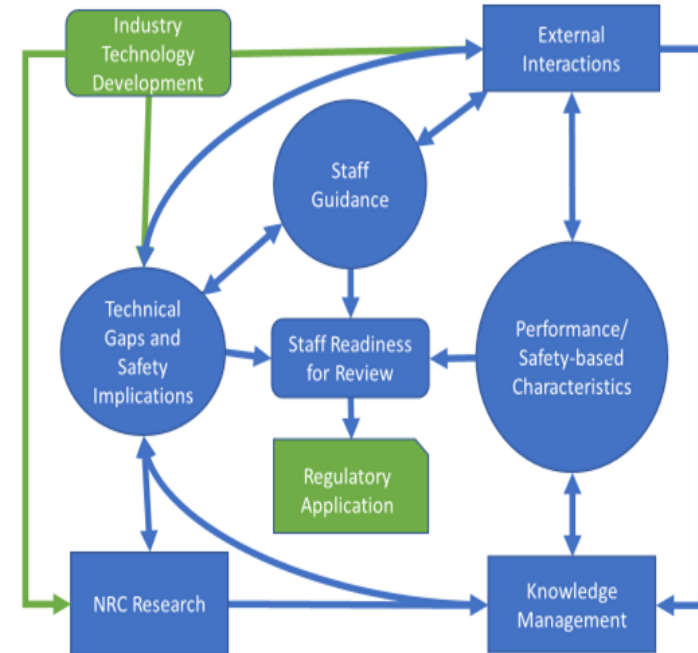 Industry
Technology
Development
External
Interactions
Staff
Guidance
Technical
Gaps and
Safety
Implications
Staff Readiness
for Review
Performance/
Safety-based
Characteristics
Regulatory
Application
NRC Research
Knowledge
Management